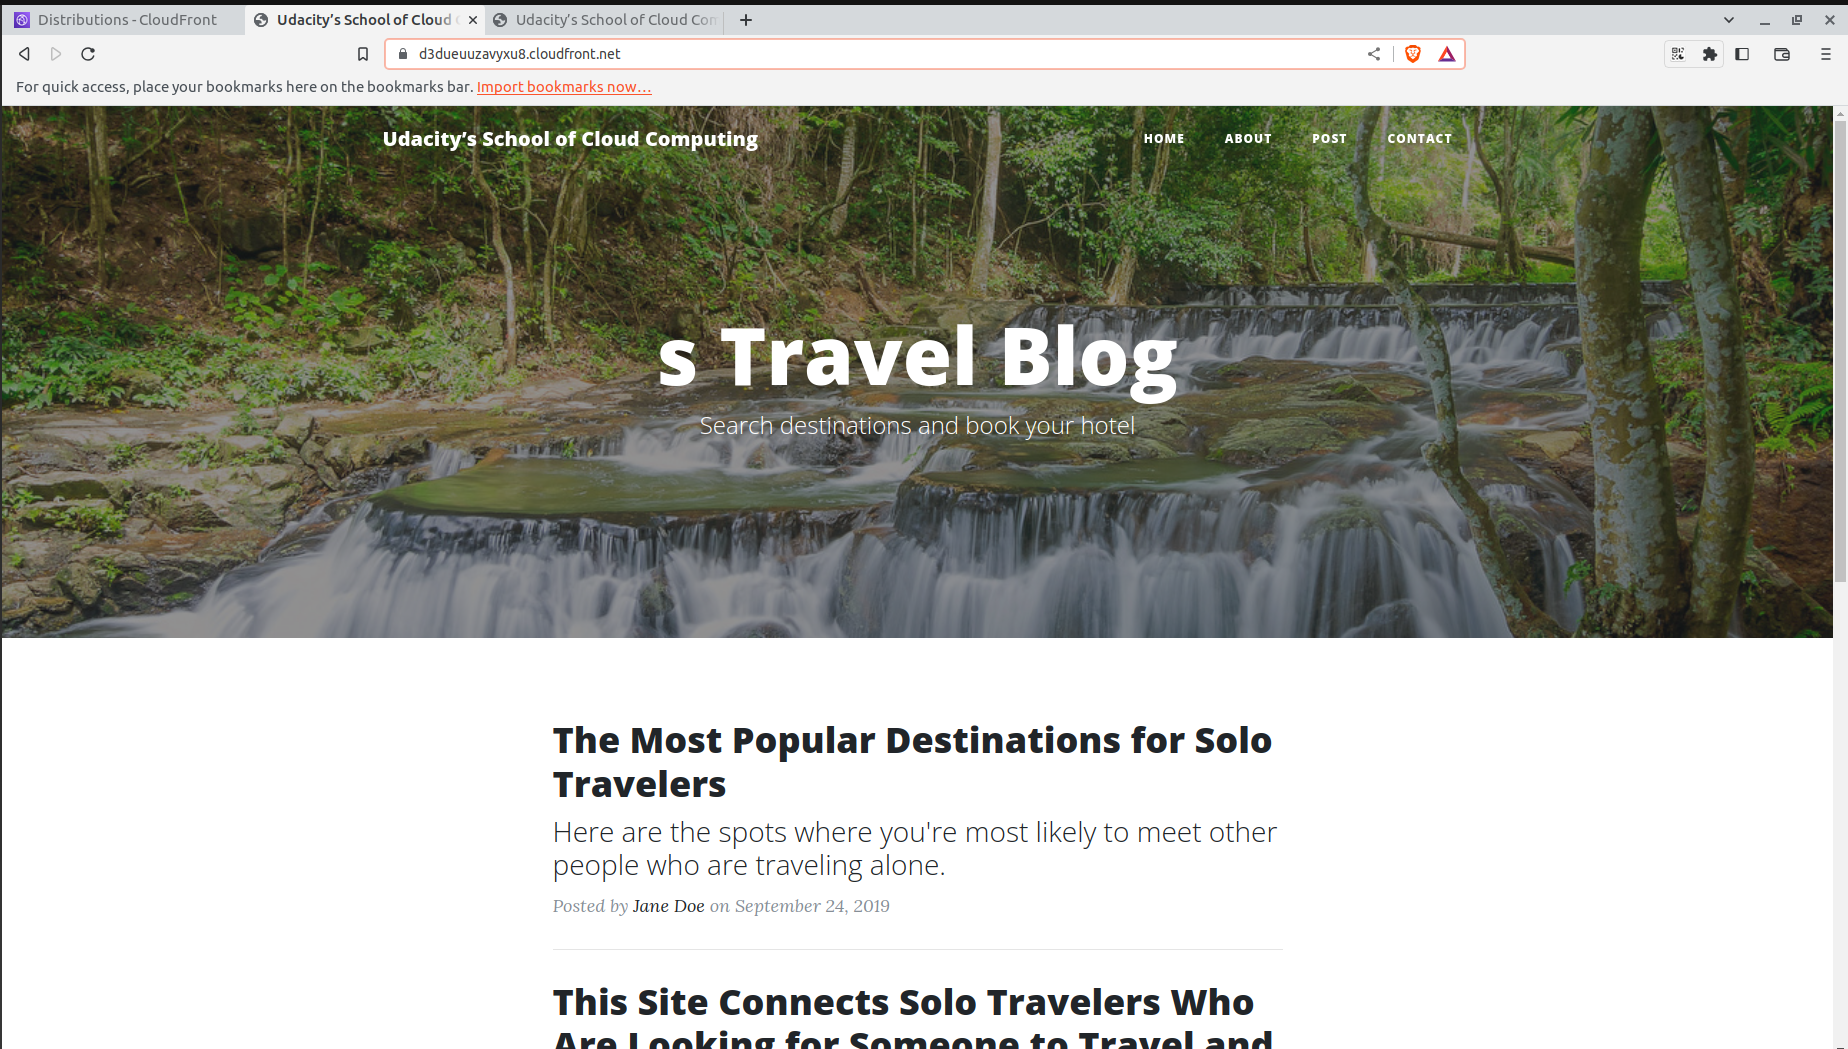 Distributions - CloudFront
Udacity's School of Cloud
Udacity's School of Cloud Com
d3dueuuzavyxu8.cloudfront.net
For quick access, place your bookmarks here on the bookmarks bar. Import bookmarks now...
Udacity's School of Cloud Computing
HOME ABOUT POST CONTACT
s Travel Blog
Search destinations and book your hotel
The Most Popular Destinations for Solo
Travelers
Here are the spots where you're most likely to meet other
people who are traveling alone.
Posted by Jane Doe on September 24, 2019
This Site Connects Solo Travelers Who
Are Looking for Someone to Travel and